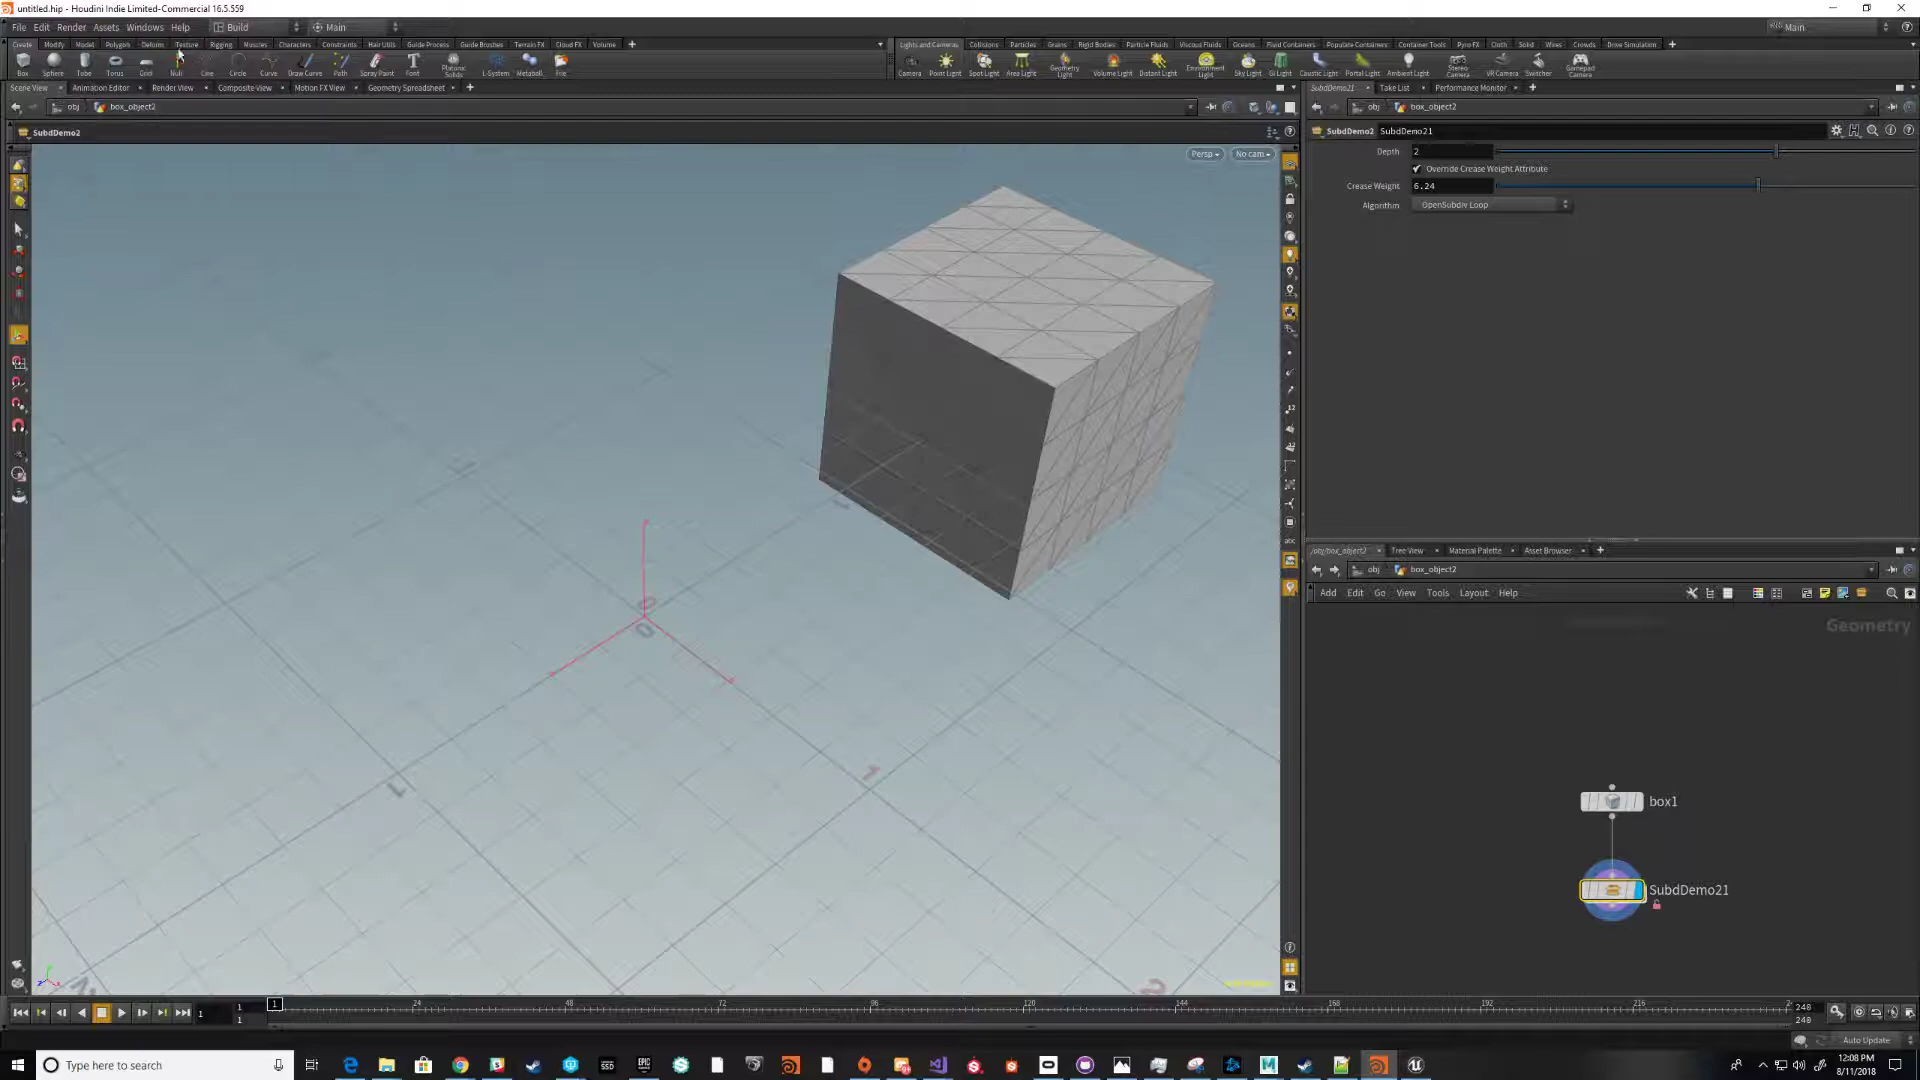 untitled.hip - Houdini Indie Limited-Commercial 16.5.559
File Edit Render Assets Windows Help Build Main Main
Create Modify Model Polygon Deform Texture Rigging Muscles Characters Constraints Hair Utils Guide Process Guide Brushes Terrain FX Cloud FX Volume
Lights and Cameras Collisions Particles Grains Rigid Bodies Particle Fluids Viscous Fluids Oceans Fluid Containers Populate Containers Container Tools Pyro FX Cloth Solid Wires Crowds Drive Simulation
Box Sphere Tube Torus Grid Null Line Circle Curve Draw Curve Path Spray Paint Font Platonic Solids L-System Metaball File
Camera Point Light Spot Light Area Light Geometry Light Volume Light Distant Light Environment Light Sky Light GI Light Caustic Light Portal Light Ambient Light Stereo Camera VR Camera Switcher Gamepad Camera
Scene View Animation Editor Render View Composite View Motion FX View Geometry Spreadsheet
obj box_object2
SubdDemo2
Persp No cam
SubdDemo21 Take List Performance Monitor
obj box_object2
SubdDemo2 SubdDemo21
Depth 2
Override Crease Weight Attribute
Crease Weight 6.24
Algorithm OpenSubdiv Loop
/obj/box_object2 Tree View Material Palette Asset Browser
obj box_object2
Add Edit Go View Tools Layout Help
Geometry
box1
SubdDemo21
1 1 1
1 24 48 72 96 120 144 168 192 216
240
240
Auto Update
Type here to search
12:08 PM
8/11/2018